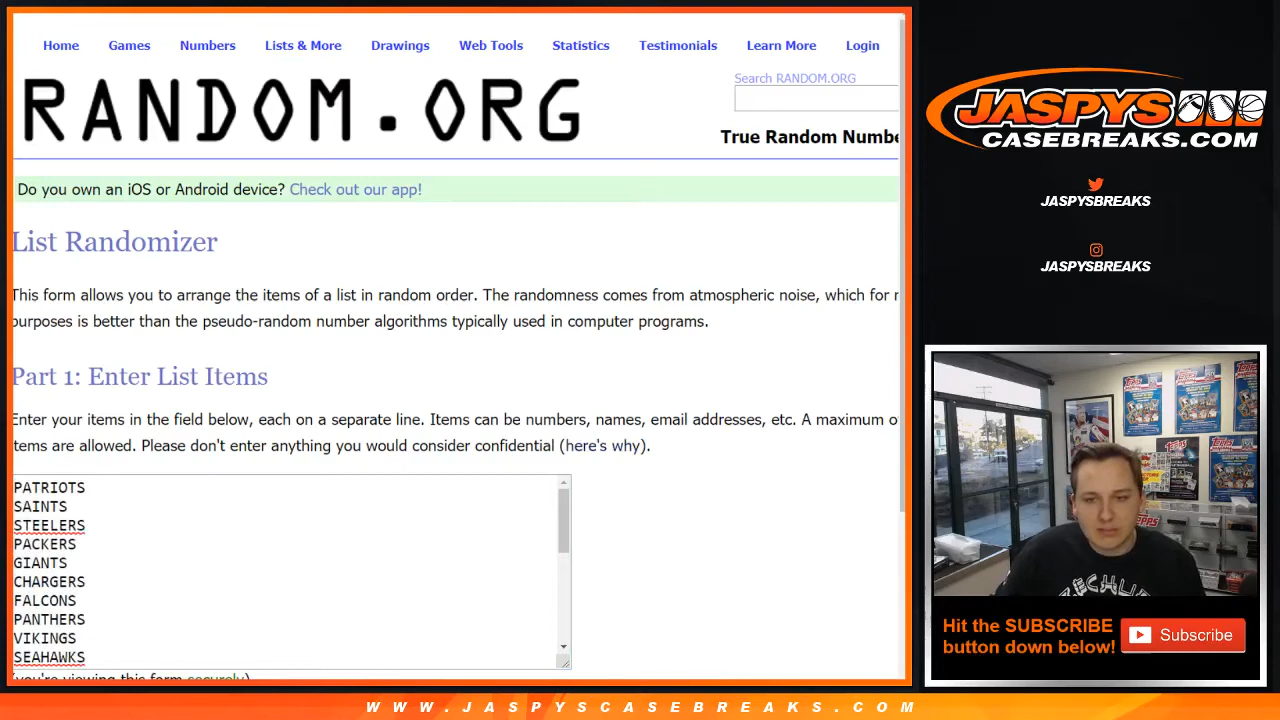 Home Games Numbers Lists & More Drawings Web Tools Statistics Testimonials Learn More Login
RANDOM.ORG
Search RANDOM.ORG
True Random Numbe
Do you own an iOS or Android device? Check out our app!
List Randomizer
This form allows you to arrange the items of a list in random order. The randomness comes from atmospheric noise, which for
purposes is better than the pseudo-random number algorithms typically used in computer programs.
Part 1: Enter List Items
Enter your items in the field below, each on a separate line. Items can be numbers, names, email addresses, etc. A maximum
items are allowed. Please don't enter anything you would consider confidential (here's why).
PATRIOTS
SAINTS
STEELERS
PACKERS
GIANTS
CHARGERS
FALCONS
PANTHERS
VIKINGS
SEAHAWKS
(you're viewing this form securely)
JASPYS
CASEBREAKS.COM
JASPYSBREAKS
JASPYSBREAKS
Topps
Hit the SUBSCRIBE
button down below!
Subscribe
WWW.JASPYSCASEBREAKS.COM